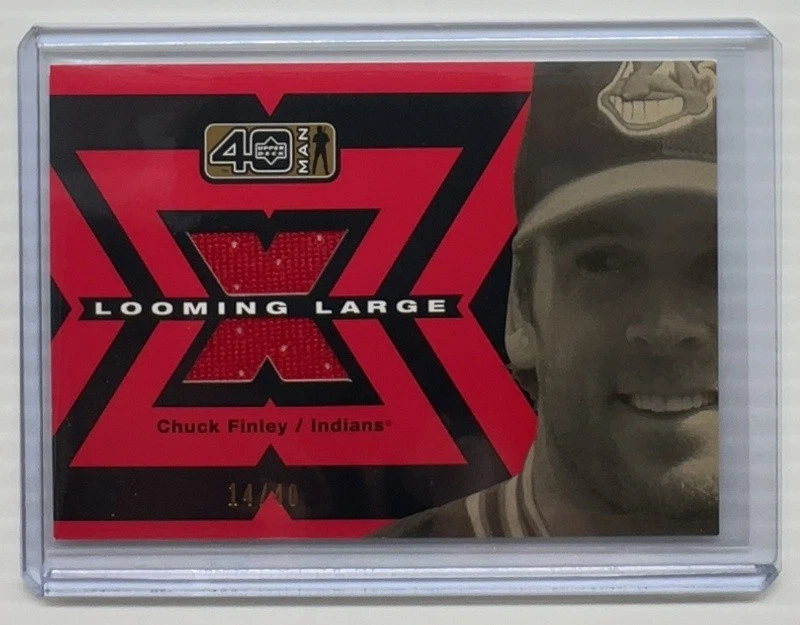 40
UPPER
DECK
MAN
LOOMING LARGE
Chuck Finley / Indians®
14/40